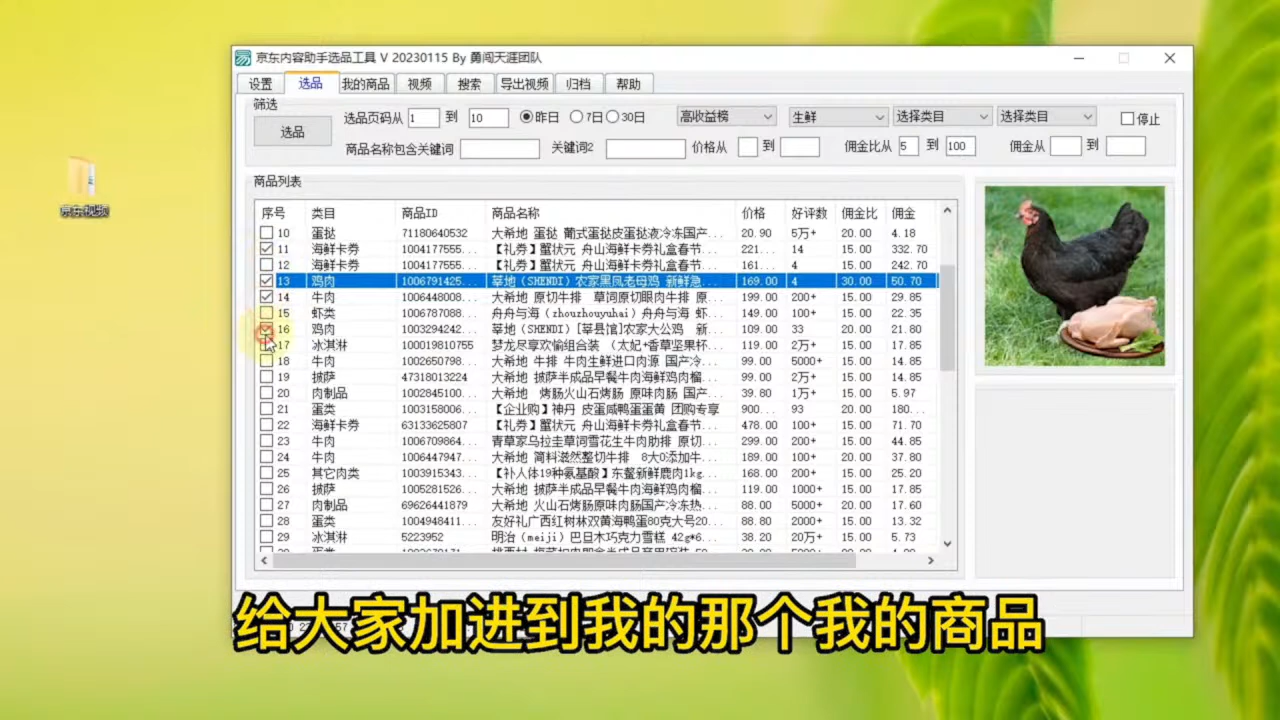 京东内容助手选品工具 V 20230115 By 勇闯天涯团队
设置 选品 我的商品 视频 搜索 导出视频 归档 帮助
筛选
选品 选品页码从 1 到 10 昨日 7日 30日 高收益榜 生鲜 选择类目 选择类目 停止
商品名称包含关键词 关键词2 价格从 到 佣金比从 5 到 100 佣金从 到
商品列表
序号 类目 商品ID 商品名称 价格 好评数 佣金比 佣金
10 蛋挞 71180640532 大希地 蛋挞 葡式蛋挞皮蛋挞液冷冻国产... 20.90 5万+ 20.00 4.18
11 海鲜卡券 1004177555... 【礼券】蟹状元 舟山海鲜卡券礼盒春节... 221... 14 15.00 332.70
12 海鲜卡券 1004177555... 【礼券】蟹状元 舟山海鲜卡券礼盒春节... 161... 4 15.00 242.70
13 鸡肉 1006791425... 莘地（SHENDI）农家黑凤老母鸡 新鲜急... 169.00 4 30.00 50.70
14 牛肉 1006448008... 大希地 原切牛排 草饲原切眼肉牛排 原... 199.00 200+ 15.00 29.85
15 虾类 1006787088... 舟舟与海（zhouzhouyuhai）舟舟与海 虾... 149.00 100+ 15.00 22.35
16 鸡肉 1003294242... 莘地（SHENDI）[莘县馆]农家大公鸡 新... 109.00 33 20.00 21.80
17 冰淇淋 100019810755 梦龙尽享欢愉组合装 （太妃+香草坚果杯... 119.00 2万+ 15.00 17.85
18 牛肉 1002650798... 大希地 牛排 牛肉生鲜进口肉源 国产冷... 99.00 5000+ 15.00 14.85
19 披萨 47318013224 大希地 披萨半成品早餐牛肉海鲜鸡肉榴... 99.00 2万+ 15.00 14.85
20 肉制品 1002845100... 大希地 烤肠火山石烤肠 原味肉肠 国产... 39.80 1万+ 15.00 5.97
21 蛋类 1003158006... 【企业购】神丹 皮蛋咸鸭蛋蛋黄 团购专享 900... 93 20.00 180...
22 海鲜卡券 63133625807 【礼券】蟹状元 舟山海鲜卡券礼盒春节... 478.00 100+ 15.00 71.70
23 牛肉 1006709864... 青草家乌拉圭草饲雪花生牛肉肋排 原切... 299.00 200+ 15.00 44.85
24 牛肉 1006447947... 大希地 简料滋然整切牛排 8大0添加牛... 189.00 100+ 20.00 37.80
25 其它肉类 1003915343... 【补人体19种氨基酸】东鳌新鲜鹿肉1kg... 168.00 200+ 15.00 25.20
26 披萨 1005281526... 大希地 披萨半成品早餐牛肉海鲜鸡肉榴... 119.00 1000+ 15.00 17.85
27 肉制品 69626441879 大希地 火山石烤肠原味肉肠国产冷冻热... 88.00 5000+ 20.00 17.60
28 蛋类 1004948411... 友好礼广西红树林双黄海鸭蛋80克大号20... 88.80 2000+ 15.00 13.32
29 冰淇淋 5223952 明治（meiji）巴旦木巧克力雪糕 42g*6... 38.20 20万+ 15.00 5.73
京东视频
给大家加进到我的那个我的商品